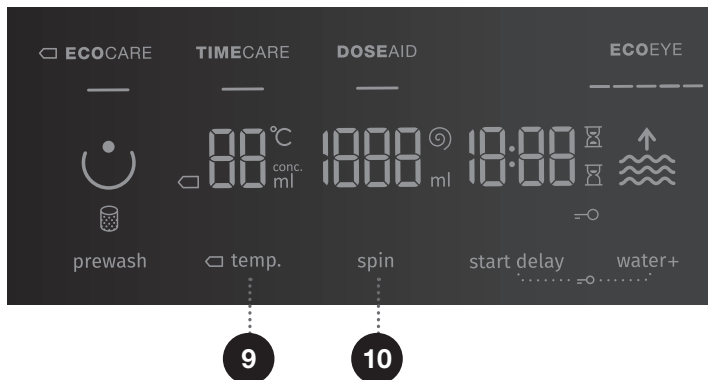 ECOCARE TIMECARE DOSEAID ECOEYE
88 °C 1888 18:88
conc.
ml ml
prewash temp. spin start delay water+
9 10